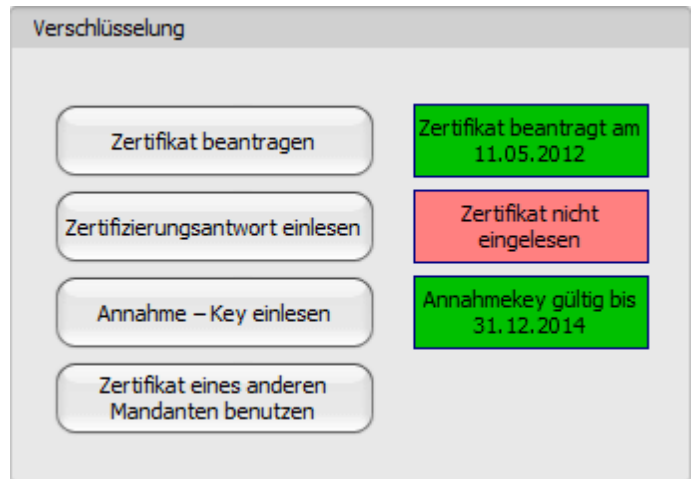 Verschlüsselung
Zertifikat beantragen
Zertifikat beantragt am
11.05.2012
Zertifizierungsantwort einlesen
Zertifikat nicht
eingelesen
Annahme – Key einlesen
Annahmekey gültig bis
31.12.2014
Zertifikat eines anderen
Mandanten benutzen